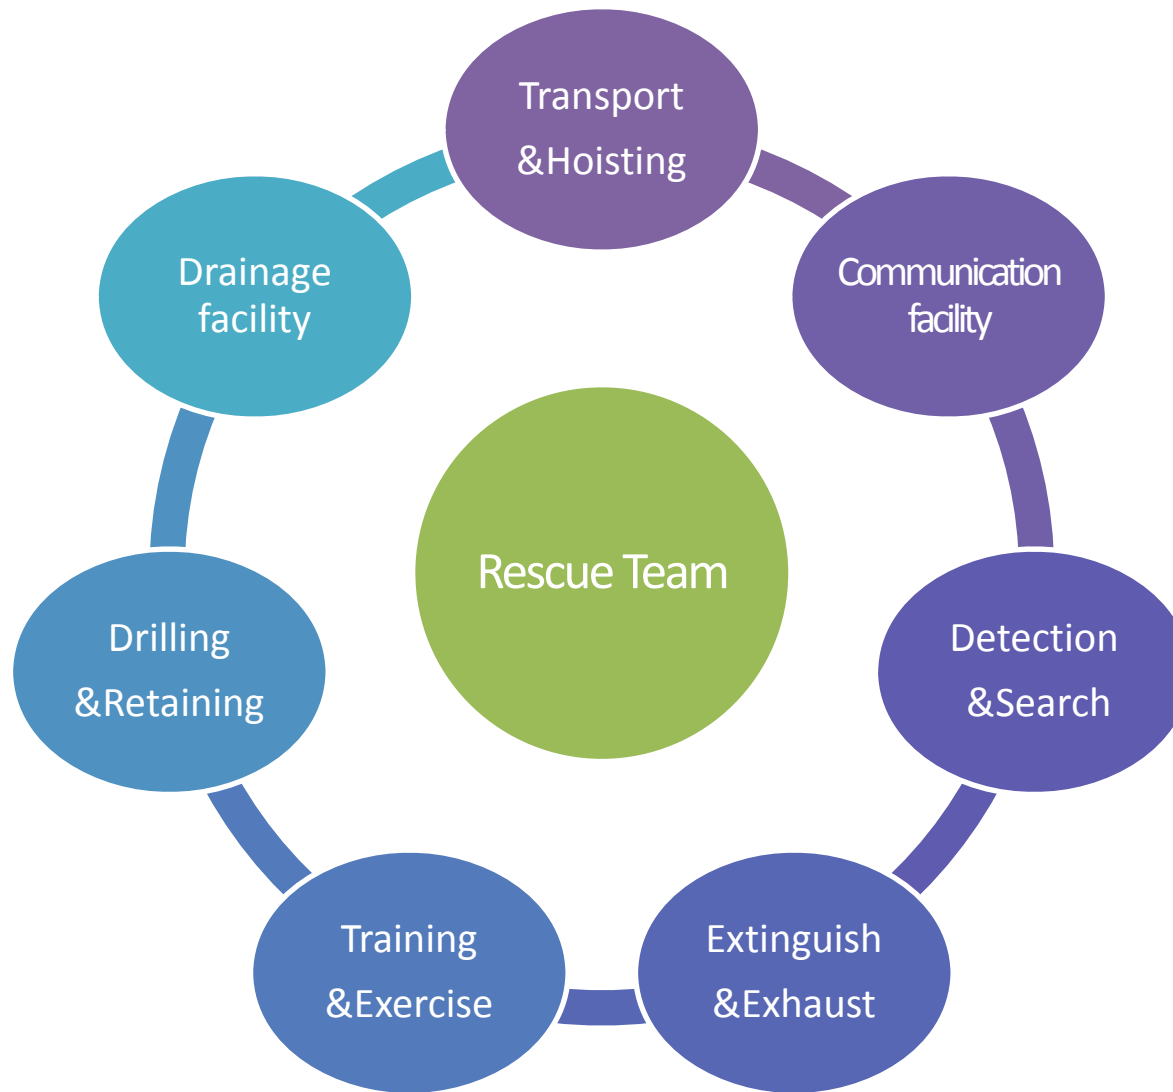 Transport
&Hoisting
Communication
facility
Detection
&Search
Extinguish
&Exhaust
Training
&Exercise
Drilling
&Retaining
Drainage
facility
Rescue Team